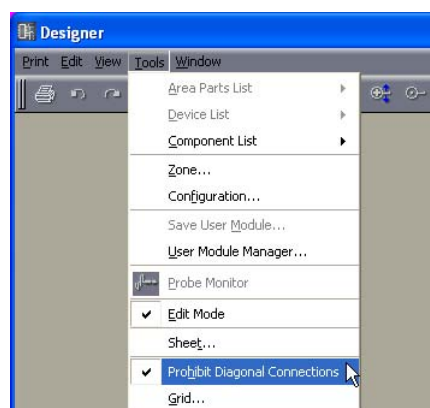 Designer
Print Edit View Tools Window
Area Parts List
Device List
Component List
Zone...
Configuration...
Save User Module...
User Module Manager...
Probe Monitor
Edit Mode
Sheet...
Prohibit Diagonal Connections
Grid...